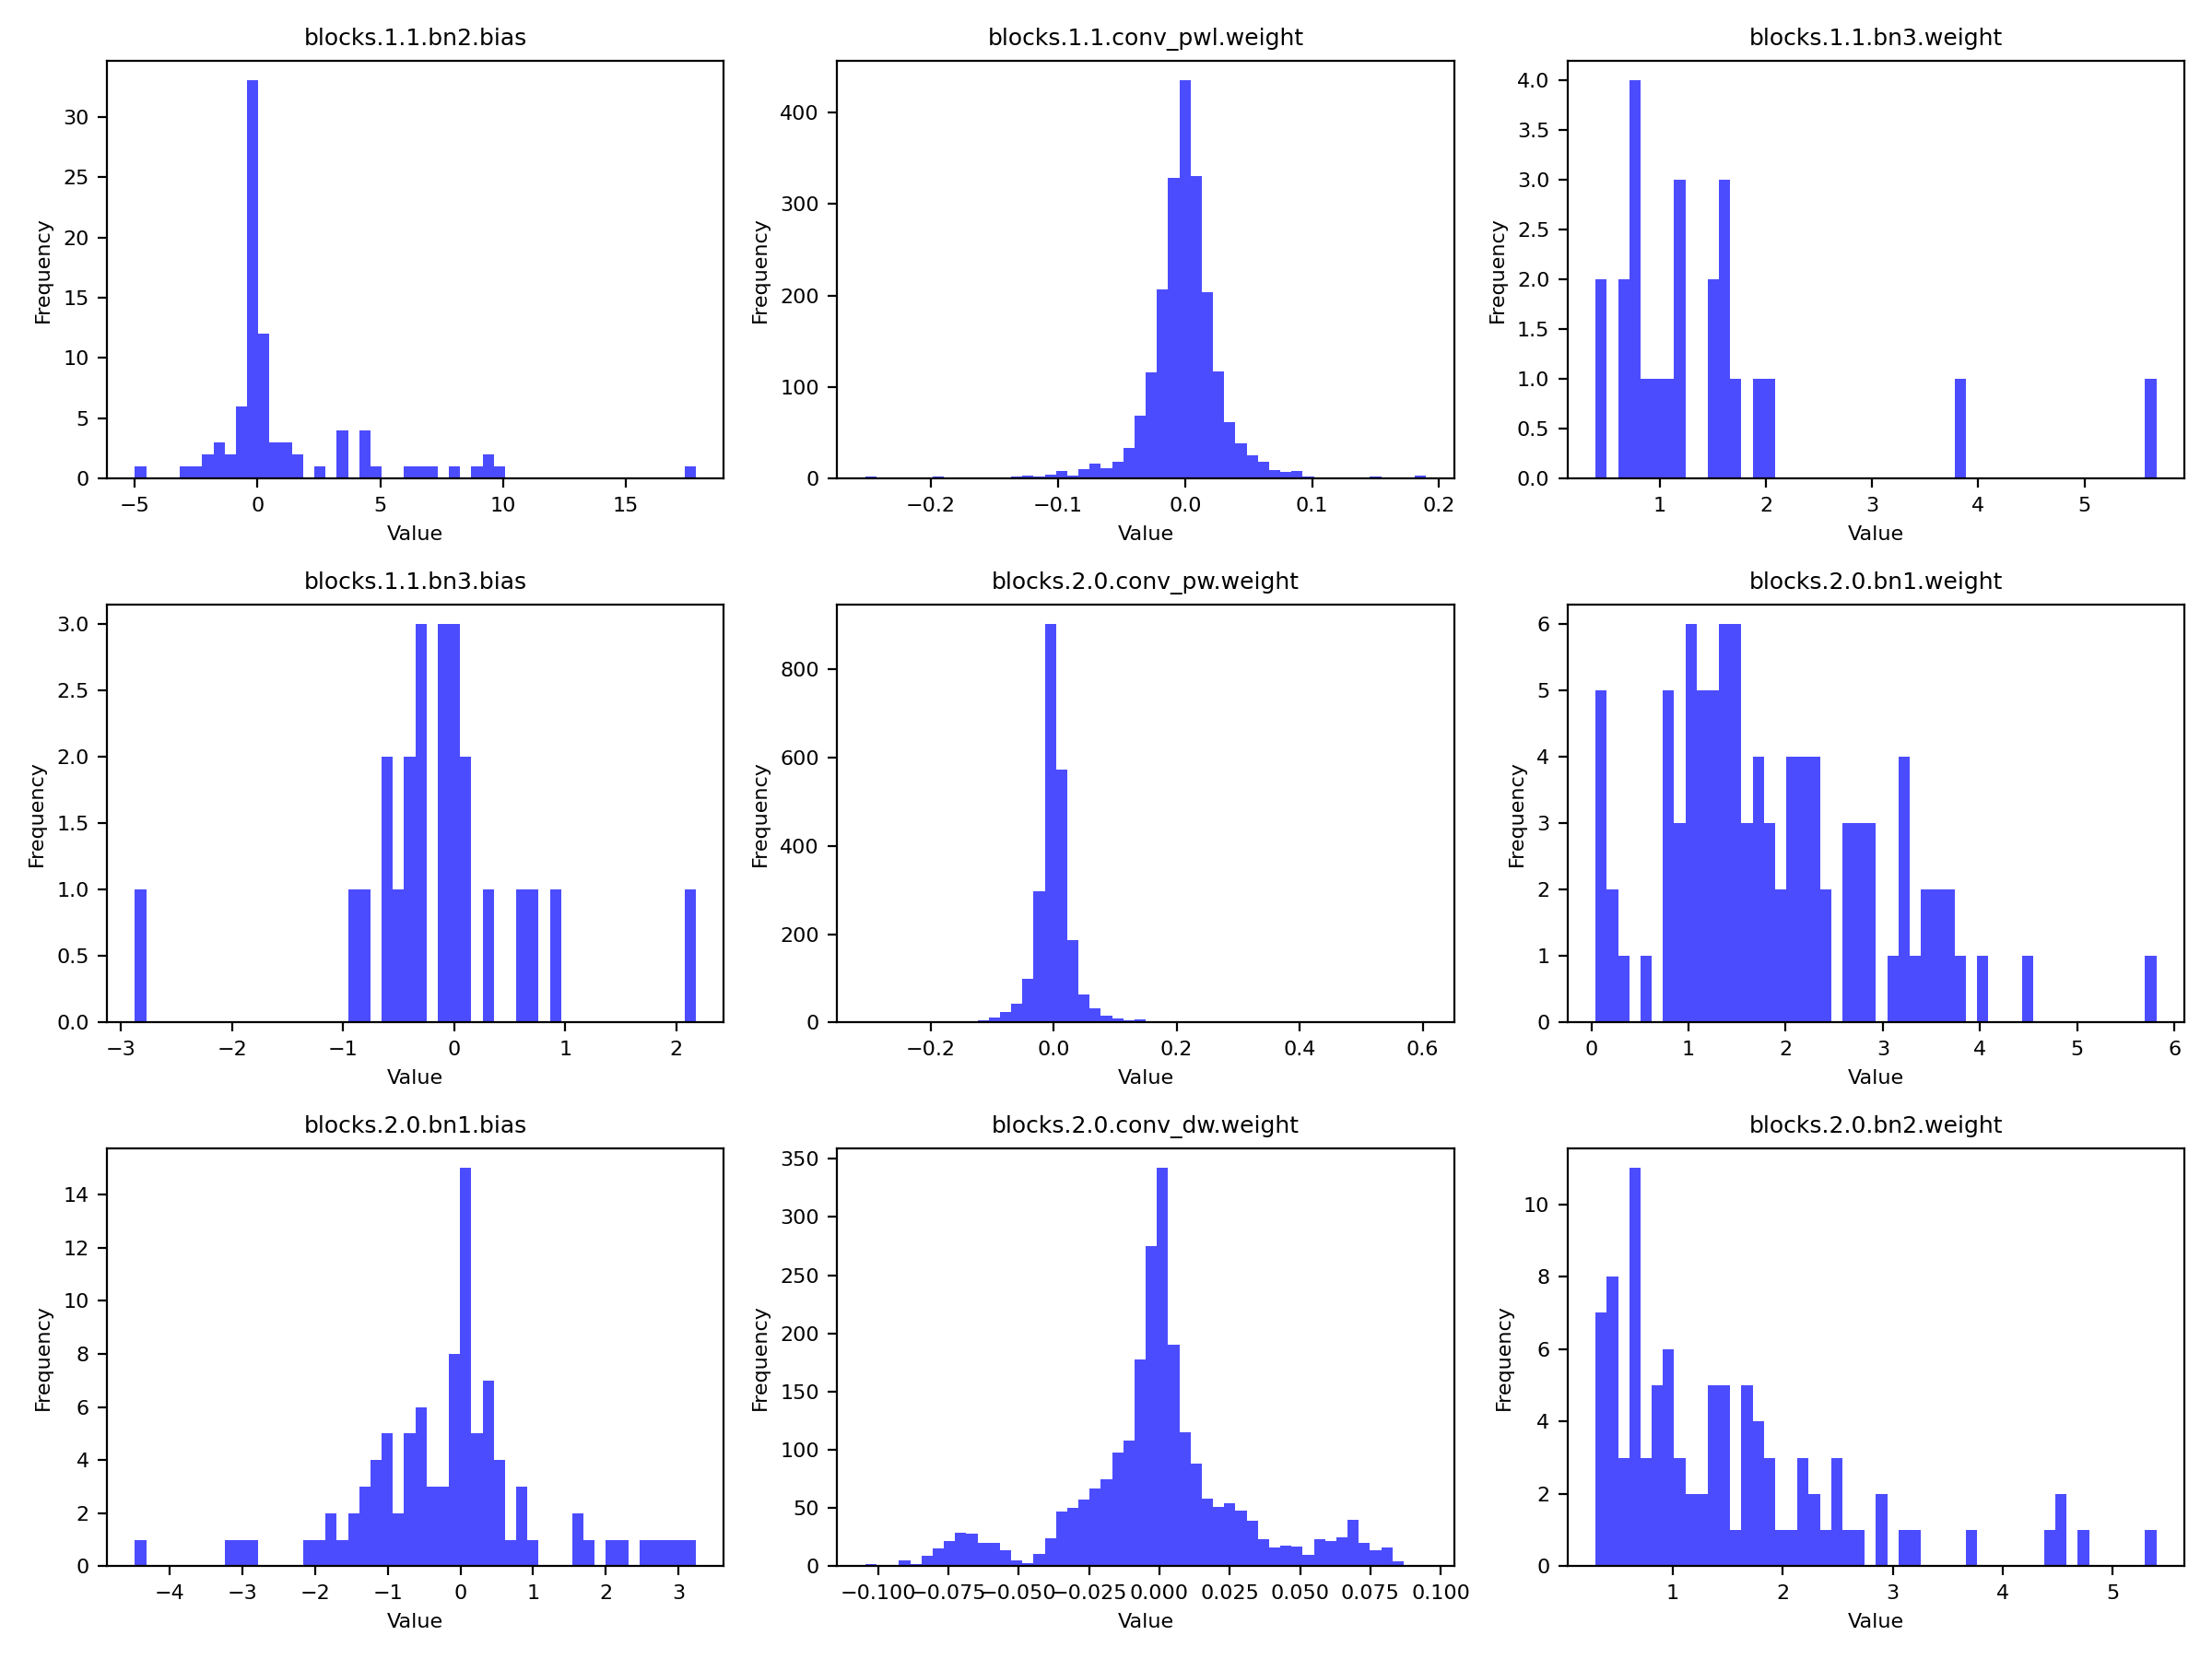 blocks.1.1.bn2.bias
Frequency
0
5
10
15
20
25
30
−5 0 5 10 15
Value
blocks.1.1.conv_pwl.weight
Frequency
0
100
200
300
400
−0.2 −0.1 0.0 0.1 0.2
Value
blocks.1.1.bn3.weight
Frequency
0.0
0.5
1.0
1.5
2.0
2.5
3.0
3.5
4.0
1 2 3 4 5
Value
blocks.1.1.bn3.bias
Frequency
0.0
0.5
1.0
1.5
2.0
2.5
3.0
−3 −2 −1 0 1 2
Value
blocks.2.0.conv_pw.weight
Frequency
0
200
400
600
800
−0.2 0.0 0.2 0.4 0.6
Value
blocks.2.0.bn1.weight
Frequency
0
1
2
3
4
5
6
0 1 2 3 4 5 6
Value
blocks.2.0.bn1.bias
Frequency
0
2
4
6
8
10
12
14
−4 −3 −2 −1 0 1 2 3
Value
blocks.2.0.conv_dw.weight
Frequency
0
50
100
150
200
250
300
350
−0.100 −0.075 −0.050 −0.025 0.000 0.025 0.050 0.075 0.100
Value
blocks.2.0.bn2.weight
Frequency
0
2
4
6
8
10
1 2 3 4 5
Value